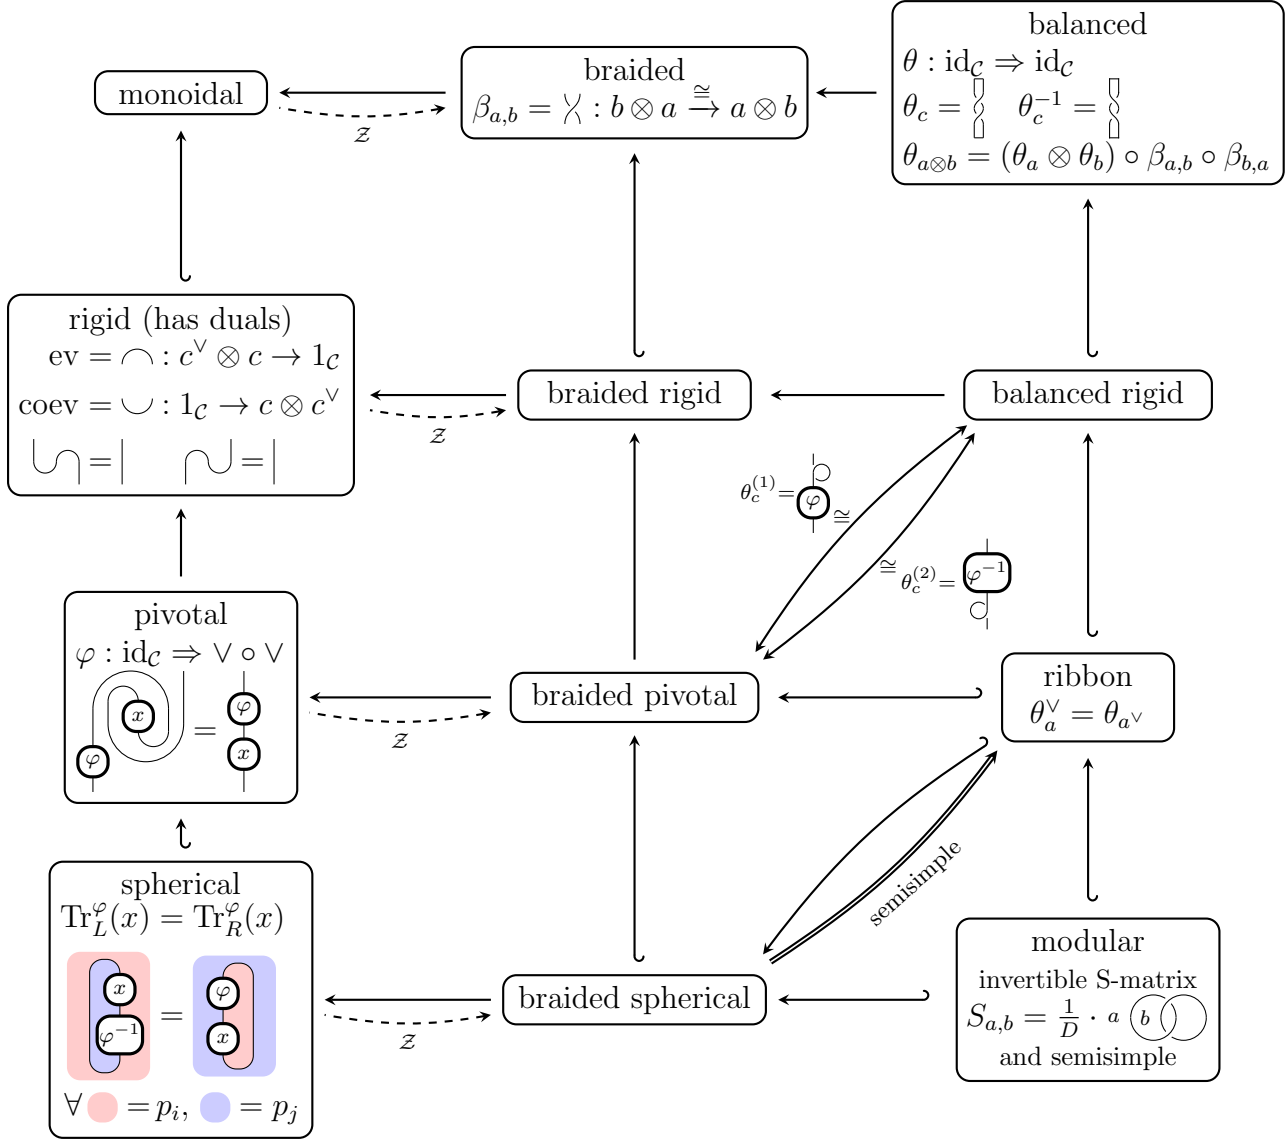 monoidal
braided
β_{a,b} = : b ⊗ a ≅→ a ⊗ b
balanced
θ : id_𝒞 ⇒ id_𝒞
θ_c = θ_c^{-1} =
θ_{a⊗b} = (θ_a ⊗ θ_b) ∘ β_{a,b} ∘ β_{b,a}
𝒵
rigid (has duals)
ev = ⌢ : c^∨ ⊗ c → 1_𝒞
coev = ⌣ : 1_𝒞 → c ⊗ c^∨
= | = |
braided rigid
balanced rigid
𝒵
θ_c^{(1)} = φ
≅
≅
θ_c^{(2)} = φ^{-1}
pivotal
φ : id_𝒞 ⇒ ∨ ∘ ∨
φ x = φ x
braided pivotal
ribbon
θ_a^∨ = θ_{a^∨}
𝒵
semisimple
spherical
Tr_L^φ(x) = Tr_R^φ(x)
x φ^{-1} = φ x
∀ = p_i, = p_j
braided spherical
modular
invertible S-matrix
S_{a,b} = 1/D · a b
and semisimple
𝒵